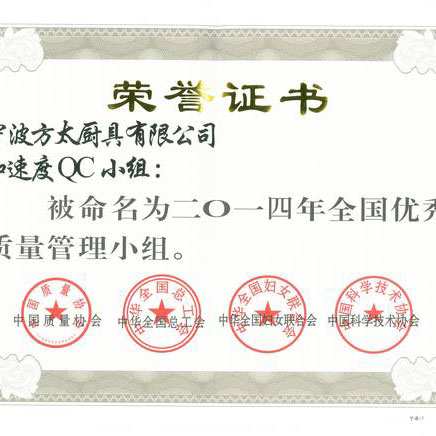 荣誉证书
宁波方太厨具有限公司
加速度QC小组：
被命名为二〇一四年全国优秀
质量管理小组。
中国质量协会 中华全国总工会 中华全国妇女联合会 中国科学技术协会
中国质量协会 中华全国总工会 中华全国妇女联合会 中国科学技术协会